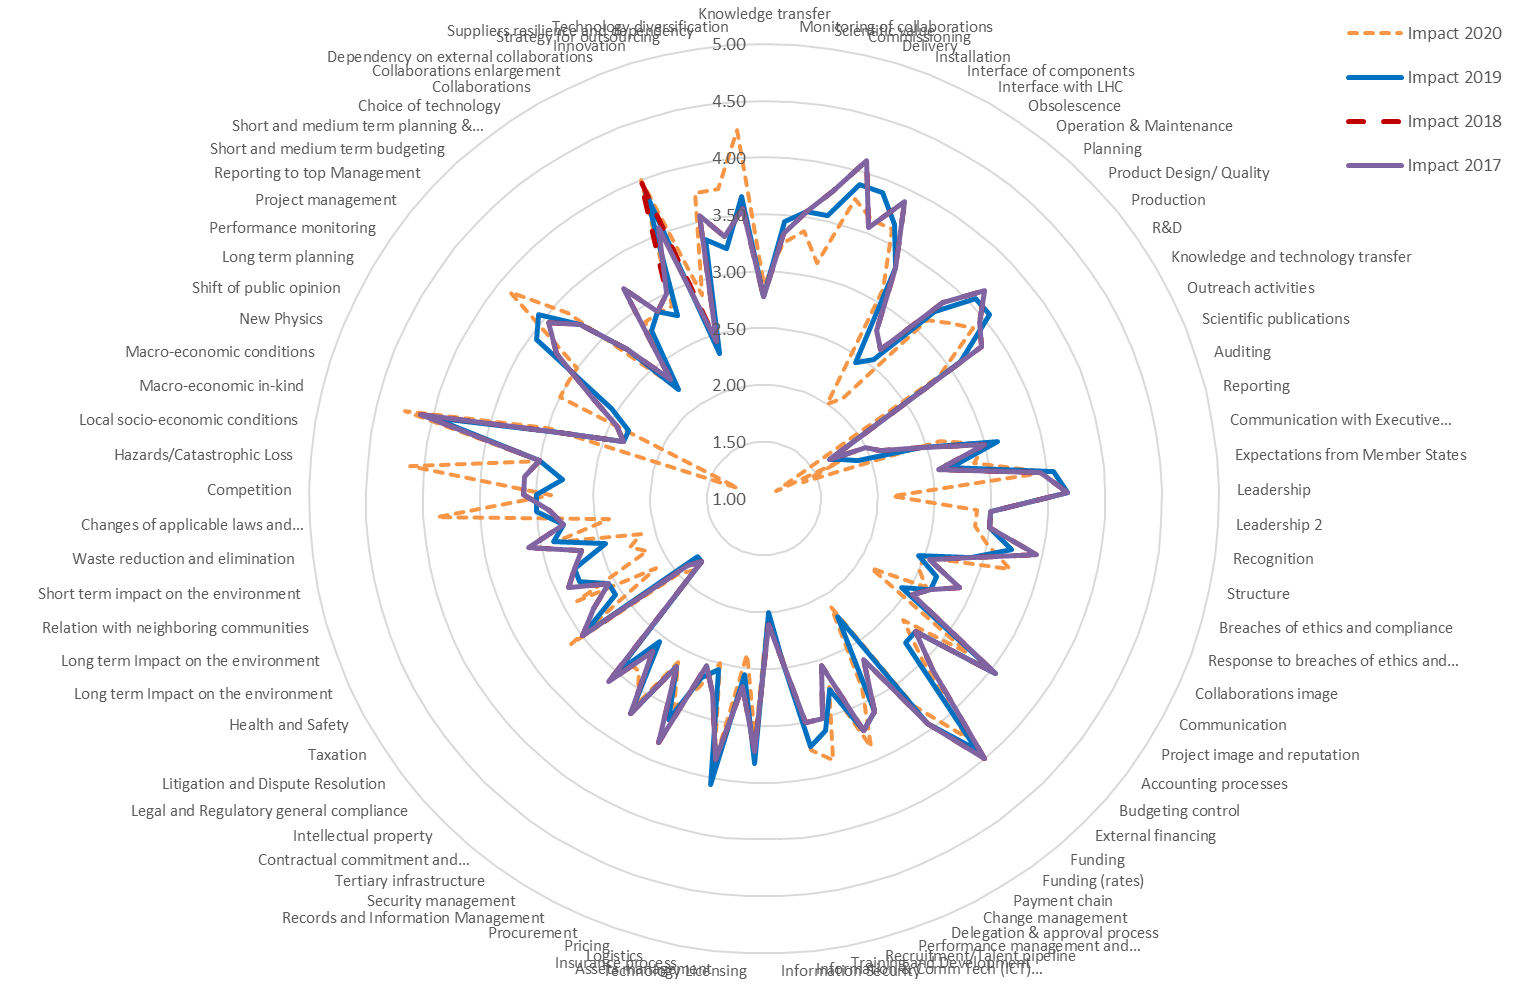 Knowledge transfer
Monitoring of collaborations
Scientific value
Commissioning
Delivery
Installation
Interface of components
Interface with LHC
Obsolescence
Operation & Maintenance
Planning
Product Design/ Quality
Production
R&D
Knowledge and technology transfer
Outreach activities
Scientific publications
Auditing
Reporting
Communication with Executive...
Expectations from Member States
Leadership
Leadership 2
Recognition
Structure
Breaches of ethics and compliance
Response to breaches of ethics and...
Collaborations image
Communication
Project image and reputation
Accounting processes
Budgeting control
External financing
Funding
Funding (rates)
Payment chain
Change management
Delegation & approval process
Performance management and...
Recruitment/Talent pipeline
Training and Development
Information & Comm Tech (ICT)...
Information Security
Technology Licensing
Assets management
Insurance process
Logistics
Pricing
Procurement
Records and Information Management
Security management
Tertiary infrastructure
Contractual commitment and...
Intellectual property
Legal and Regulatory general compliance
Litigation and Dispute Resolution
Taxation
Health and Safety
Long term Impact on the environment
Long term Impact on the environment
Relation with neighboring communities
Short term impact on the environment
Waste reduction and elimination
Changes of applicable laws and...
Competition
Hazards/Catastrophic Loss
Local socio-economic conditions
Macro-economic in-kind
Macro-economic conditions
New Physics
Shift of public opinion
Long term planning
Performance monitoring
Project management
Reporting to top Management
Short and medium term budgeting
Short and medium term planning &...
Choice of technology
Collaborations
Collaborations enlargement
Dependency on external collaborations
Innovation
Strategy for outsourcing
Suppliers resilience and dependency
Technology diversification
5.00
4.50
4.00
3.50
3.00
2.50
2.00
1.50
1.00
Impact 2020
Impact 2019
Impact 2018
Impact 2017